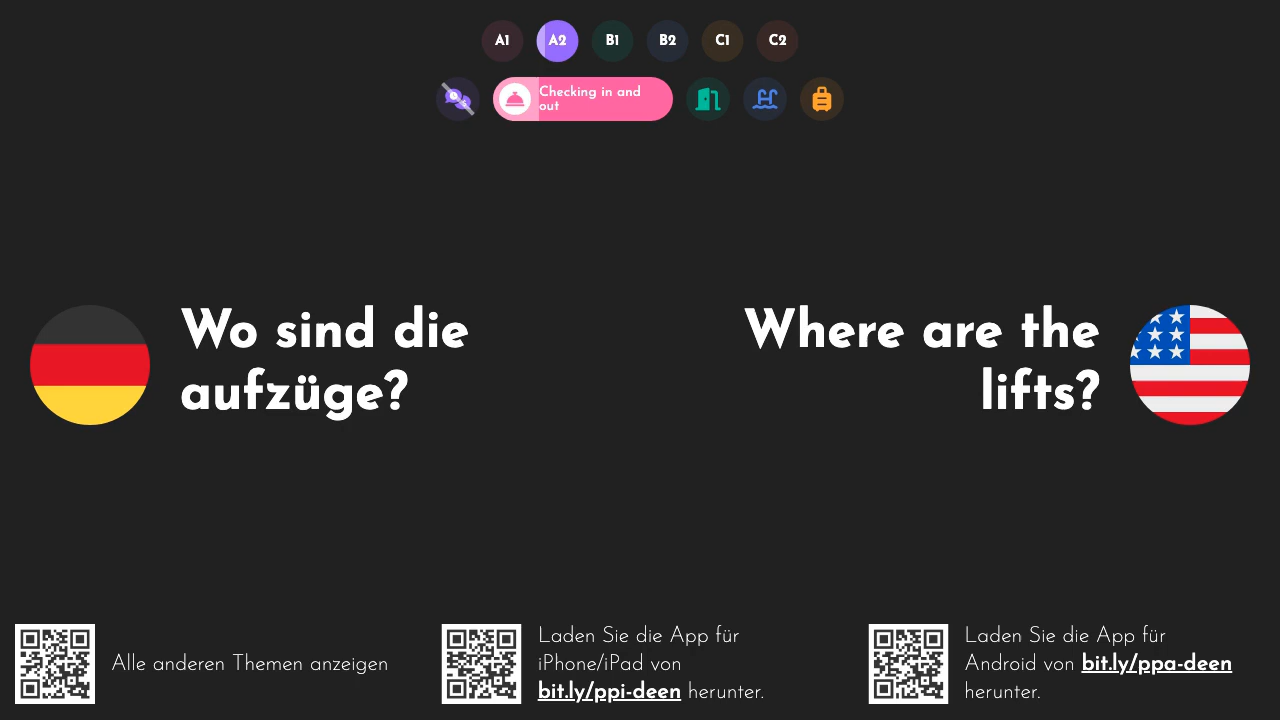 A1 A2 B1 B2 C1 C2
Checking in and
out
Wo sind die
aufzüge?
Where are the
lifts?
Alle anderen Themen anzeigen
Laden Sie die App für
iPhone/iPad von
bit.ly/ppi-deen herunter.
Laden Sie die App für
Android von bit.ly/ppa-deen
herunter.